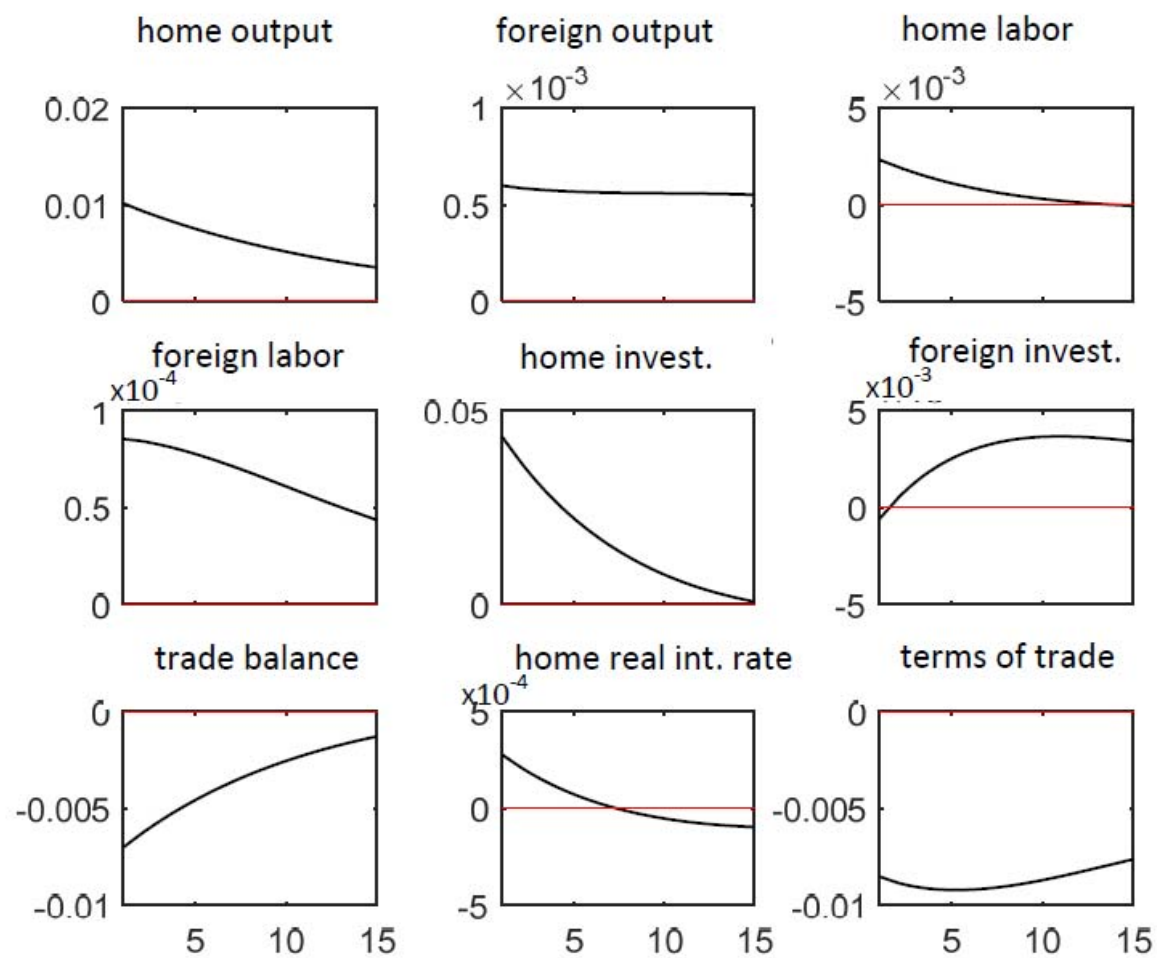 home output
foreign output
home labor
×10-3
×10-3
0.02
0.01
0
1
0.5
0
5
0
-5
foreign labor
home invest.
foreign invest.
x10-4
x10-3
1
0.5
0
0.05
0
5
0
-5
trade balance
home real int. rate
terms of trade
x10-4
0
-0.005
-0.01
5
0
-5
0
-0.005
-0.01
5 10 15
5 10 15
5 10 15